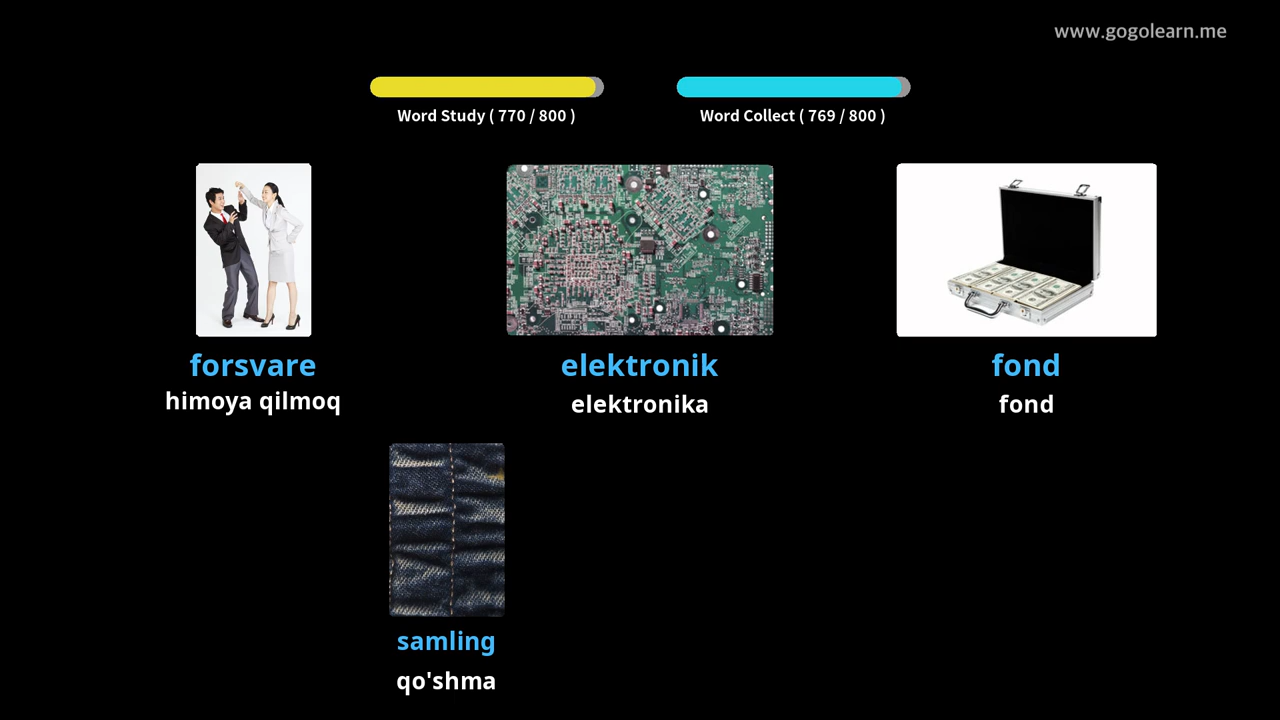 www.gogolearn.me
Word Study ( 770 / 800 )
Word Collect ( 769 / 800 )
forsvare
himoya qilmoq
elektronik
elektronika
fond
fond
samling
qo'shma